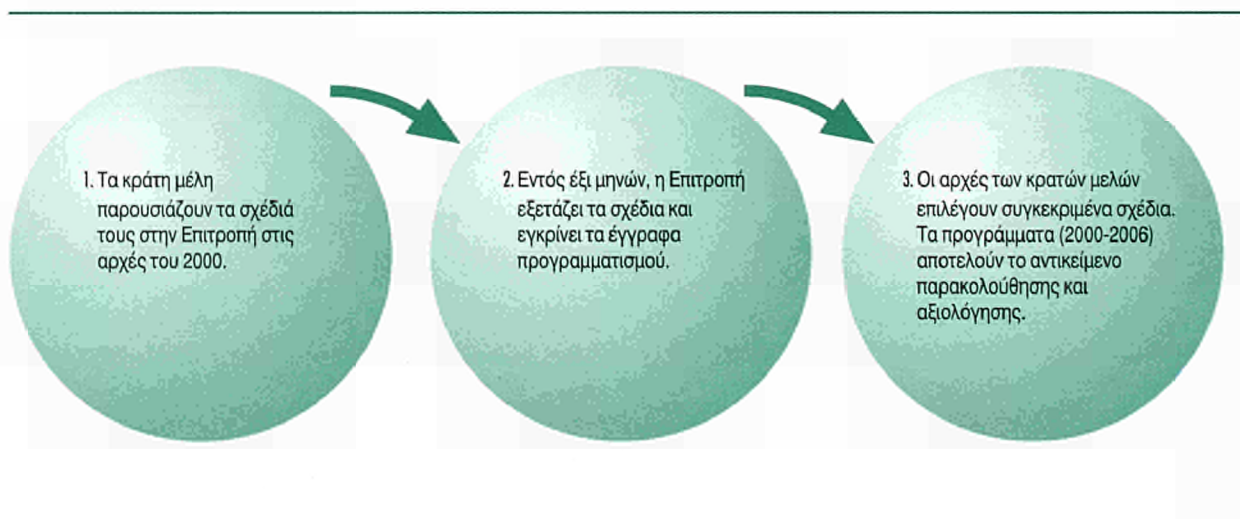 1. Τα κράτη μέλη
παρουσιάζουν τα σχέδιά
τους στην Επιτροπή στις
αρχές του 2000.
2. Εντός έξι μηνών, η Επιτροπή
εξετάζει τα σχέδια και
εγκρίνει τα έγγραφα
προγραμματισμού.
3. Οι αρχές των κρατών μελών
επιλέγουν συγκεκριμένα σχέδια.
Τα προγράμματα (2000-2006)
αποτελούν το αντικείμενο
παρακολούθησης και
αξιολόγησης.